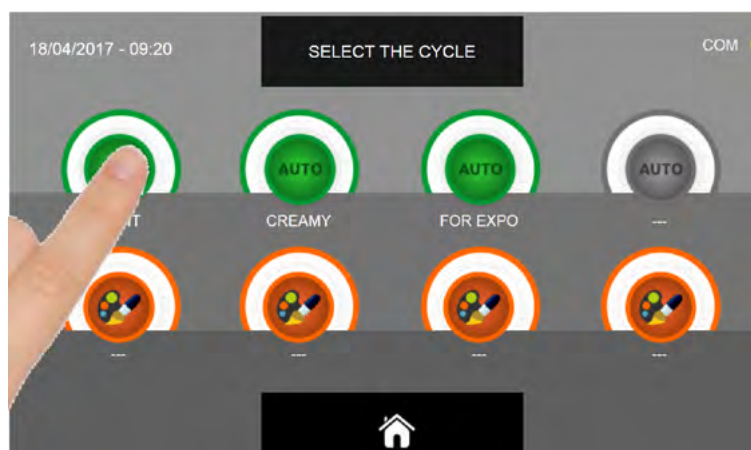 18/04/2017 - 09:20
SELECT THE CYCLE
COM
AUTO
AUTO
AUTO
CREAMY
FOR EXPO
---
---
---
---
---